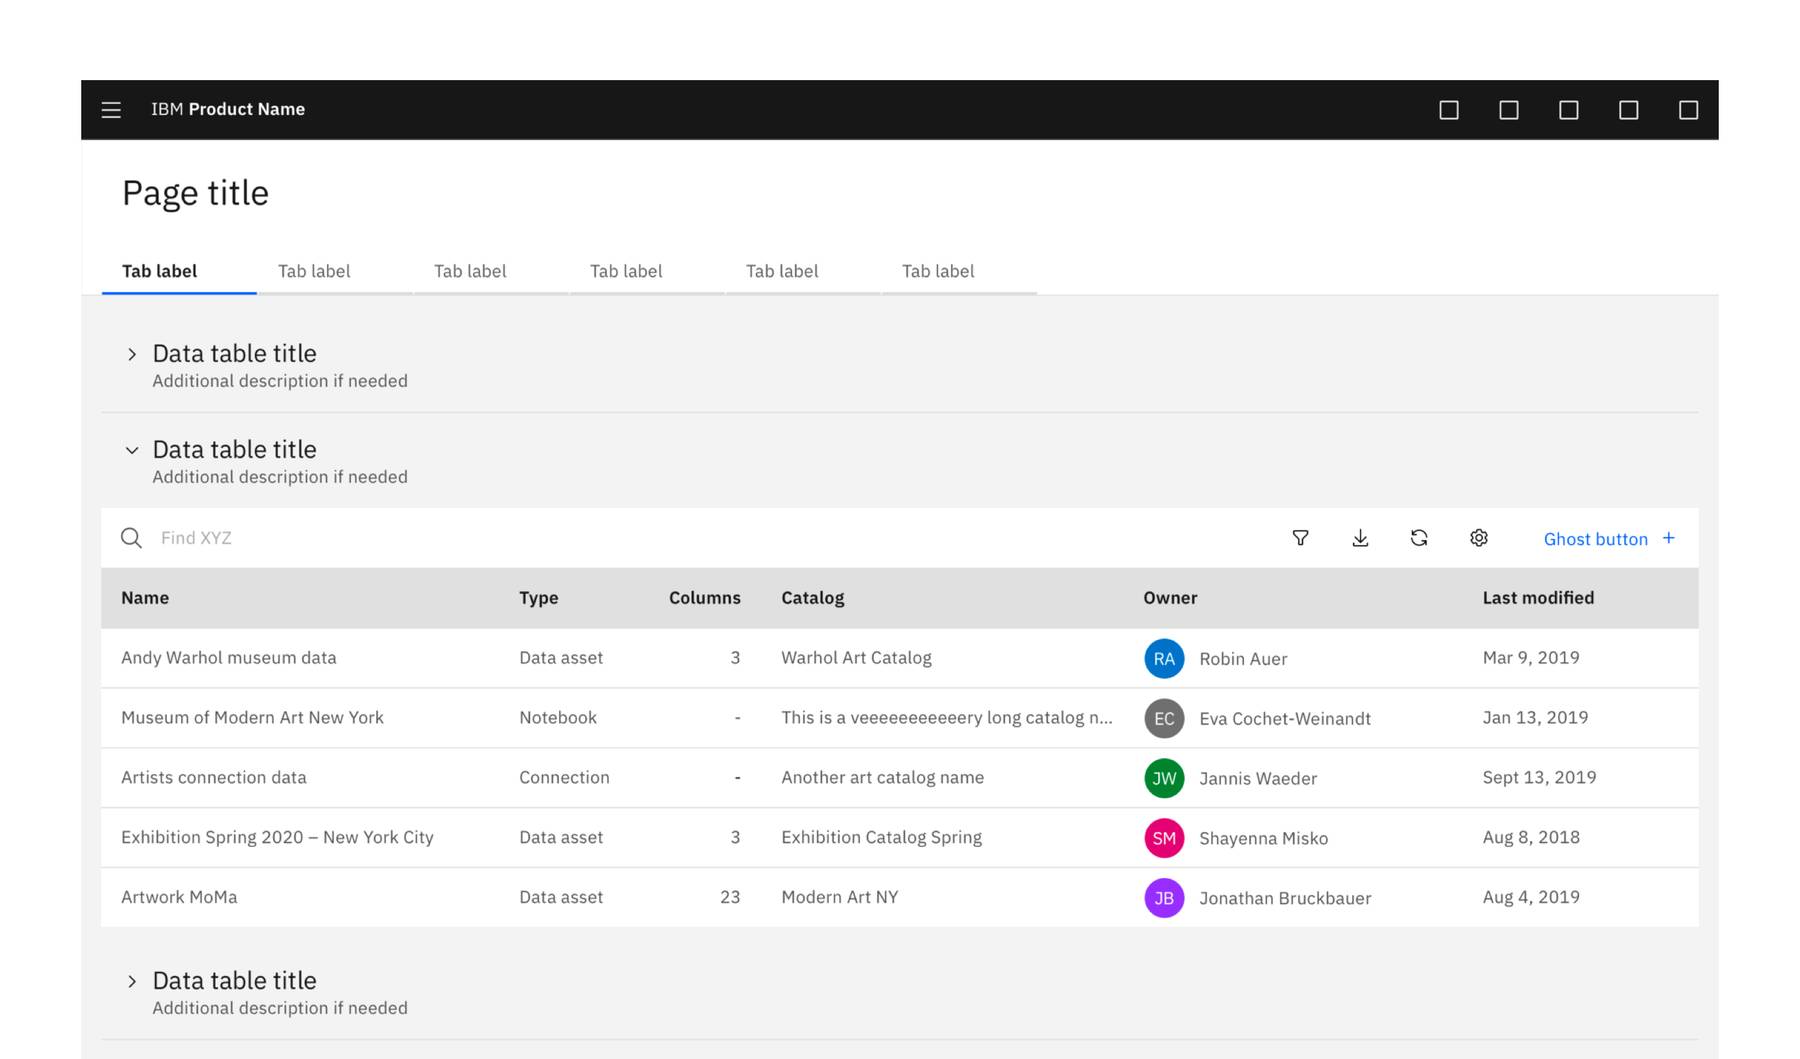 IBM Product Name
Page title
Tab label Tab label Tab label Tab label Tab label Tab label
Data table title
Additional description if needed
Data table title
Additional description if needed
Find XYZ Ghost button +
Name Type Columns Catalog Owner Last modified
Andy Warhol museum data Data asset 3 Warhol Art Catalog RA Robin Auer Mar 9, 2019
Museum of Modern Art New York Notebook - This is a veeeeeeeeeeery long catalog n... EC Eva Cochet-Weinandt Jan 13, 2019
Artists connection data Connection - Another art catalog name JW Jannis Waeder Sept 13, 2019
Exhibition Spring 2020 – New York City Data asset 3 Exhibition Catalog Spring SM Shayenna Misko Aug 8, 2018
Artwork MoMa Data asset 23 Modern Art NY JB Jonathan Bruckbauer Aug 4, 2019
Data table title
Additional description if needed